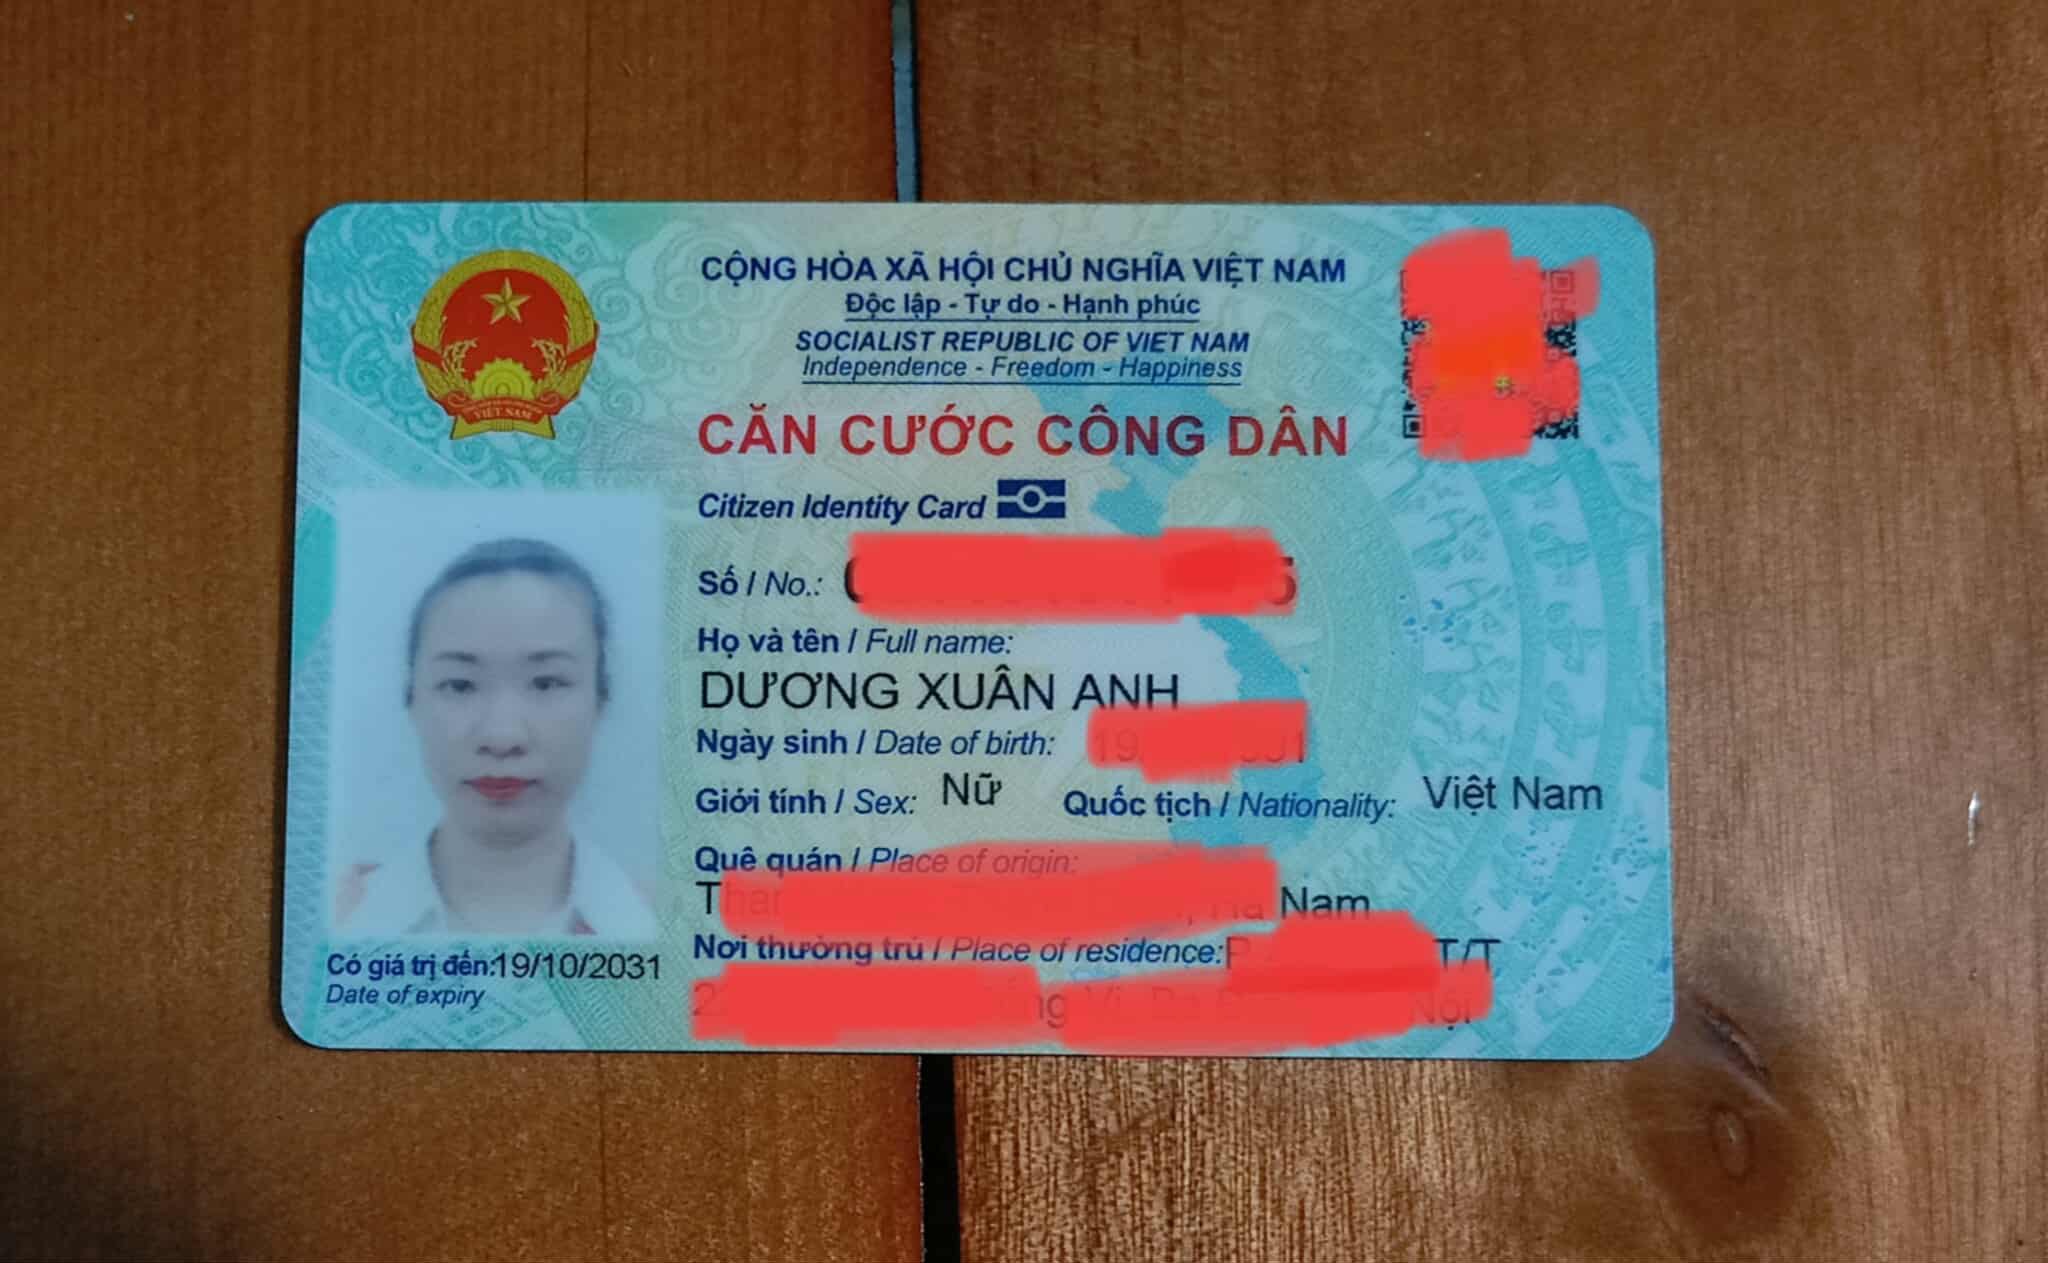 CỘNG HÒA XÃ HỘI CHỦ NGHĨA VIỆT NAM
Độc lập - Tự do - Hạnh phúc
SOCIALIST REPUBLIC OF VIET NAM
Independence - Freedom - Happiness
CĂN CƯỚC CÔNG DÂN
Citizen Identity Card
Số / No.:
Họ và tên / Full name:
DƯƠNG XUÂN ANH
Ngày sinh / Date of birth:
Giới tính / Sex: Nữ Quốc tịch / Nationality: Việt Nam
Quê quán / Place of origin:
Nam
Nơi thường trú / Place of residence: T/T
Có giá trị đến: 19/10/2031
Date of expiry
VIỆT NAM